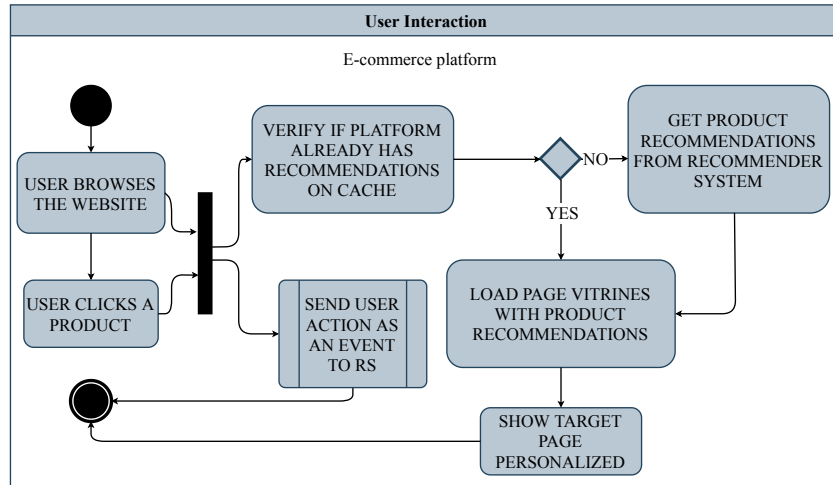 User Interaction
E-commerce platform
USER BROWSES
THE WEBSITE
USER CLICKS A
PRODUCT
VERIFY IF PLATFORM
ALREADY HAS
RECOMMENDATIONS
ON CACHE
NO
YES
GET PRODUCT
RECOMMENDATIONS
FROM RECOMMENDER
SYSTEM
SEND USER
ACTION AS
AN EVENT
TO RS
LOAD PAGE VITRINES
WITH PRODUCT
RECOMMENDATIONS
SHOW TARGET
PAGE
PERSONALIZED